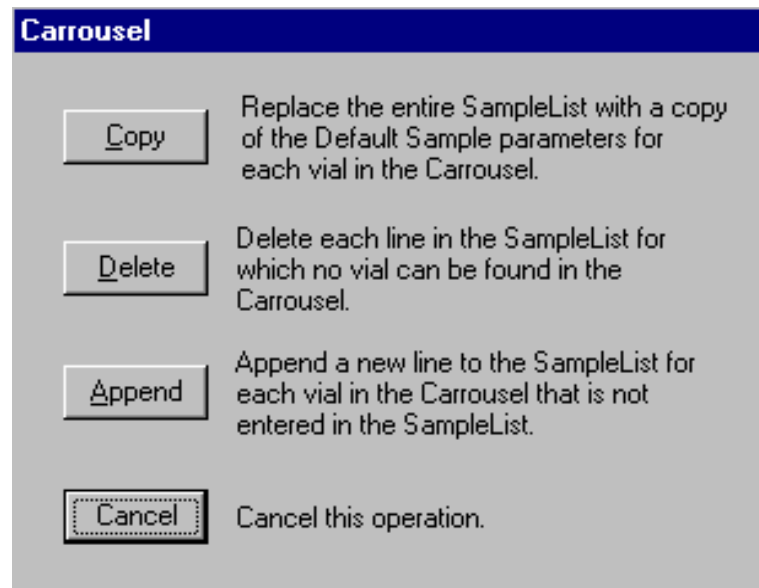 Carrousel
Copy
Replace the entire SampleList with a copy
of the Default Sample parameters for
each vial in the Carrousel.
Delete
Delete each line in the SampleList for
which no vial can be found in the
Carrousel.
Append
Append a new line to the SampleList for
each vial in the Carrousel that is not
entered in the SampleList.
Cancel
Cancel this operation.